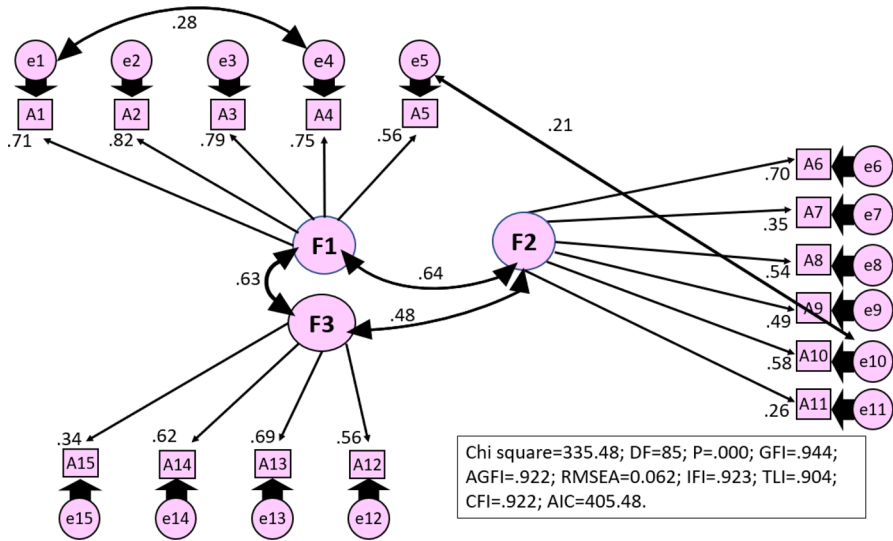 .28
e1 e2 e3 e4 e5
A1 A2 A3 A4 A5
.71 .82 .79 .75 .56
.21
A6 e6
.70
A7 e7
.35
A8 e8
.54
A9 e9
.49
A10 e10
.58
A11 e11
.26
F1 F2
.63 .64
F3 .48
.34 .62 .69 .56
A15 A14 A13 A12
e15 e14 e13 e12
Chi square=335.48; DF=85; P=.000; GFI=.944;
AGFI=.922; RMSEA=0.062; IFI=.923; TLI=.904;
CFI=.922; AIC=405.48.